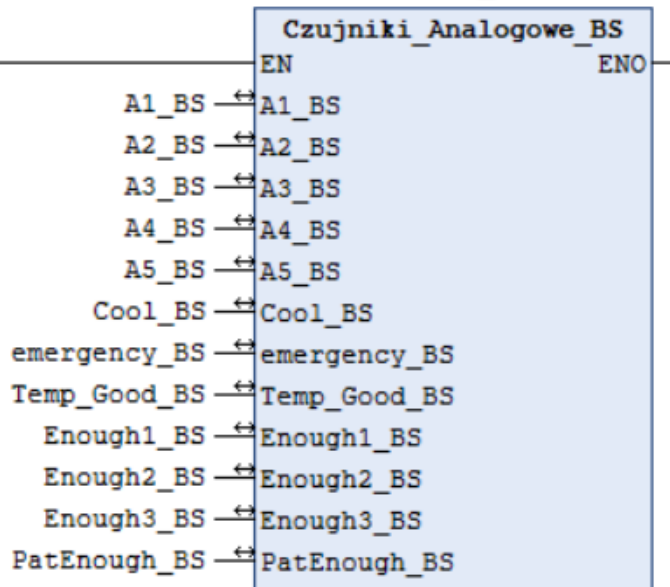 Czujniki_Analogowe_BS
EN ENO
A1_BS A1_BS
A2_BS A2_BS
A3_BS A3_BS
A4_BS A4_BS
A5_BS A5_BS
Cool_BS Cool_BS
emergency_BS emergency_BS
Temp_Good_BS Temp_Good_BS
Enough1_BS Enough1_BS
Enough2_BS Enough2_BS
Enough3_BS Enough3_BS
PatEnough_BS PatEnough_BS